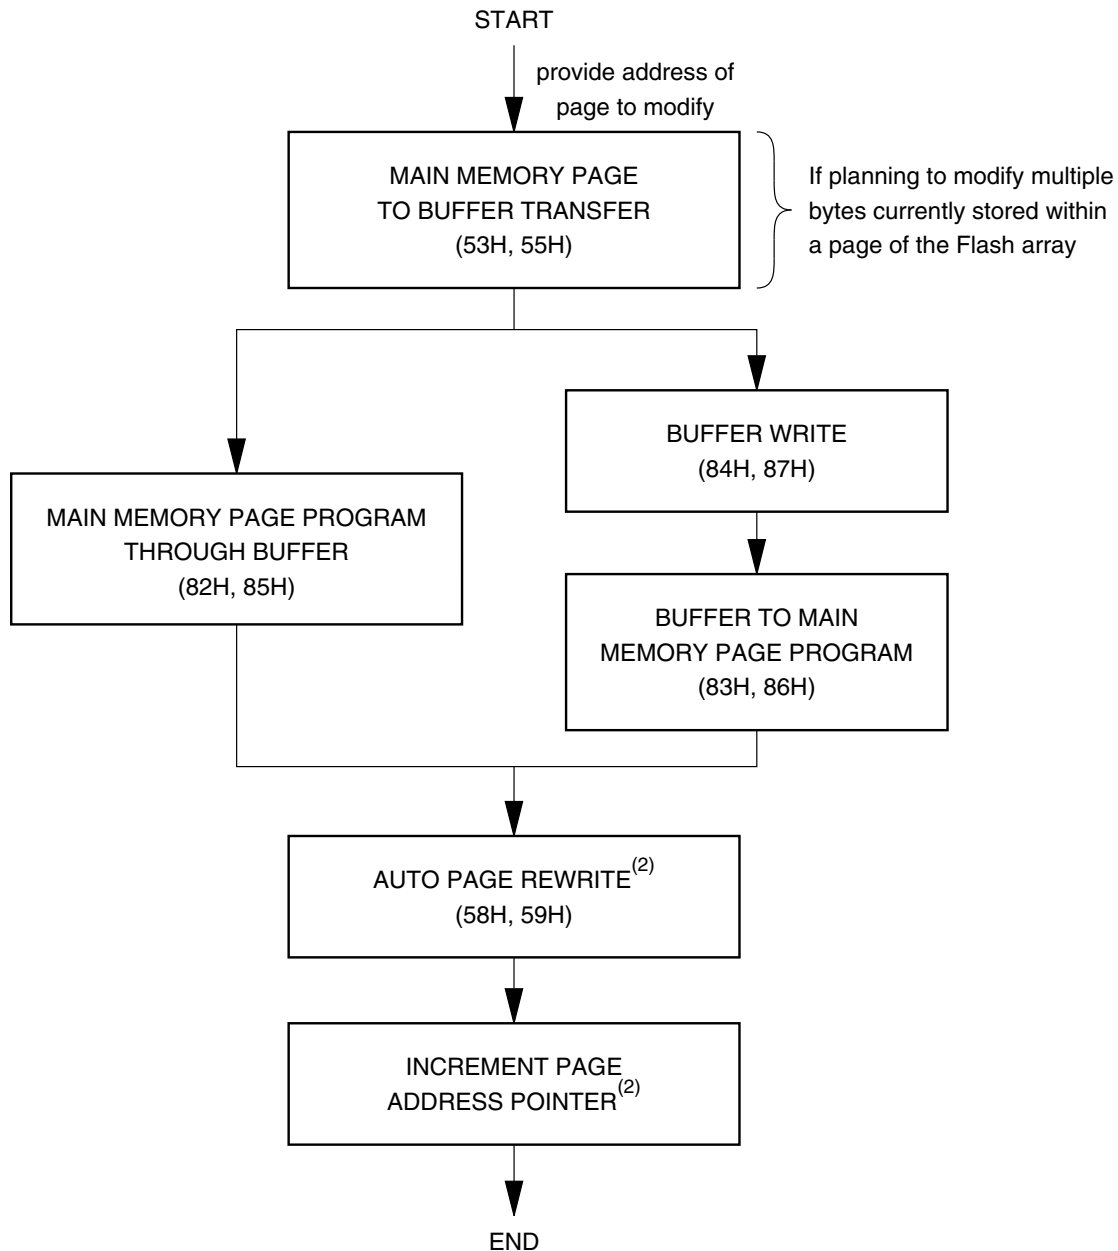 START
provide address of
page to modify
MAIN MEMORY PAGE
TO BUFFER TRANSFER
(53H, 55H)
If planning to modify multiple
bytes currently stored within
a page of the Flash array
BUFFER WRITE
(84H, 87H)
MAIN MEMORY PAGE PROGRAM
THROUGH BUFFER
(82H, 85H)
BUFFER TO MAIN
MEMORY PAGE PROGRAM
(83H, 86H)
AUTO PAGE REWRITE(2)
(58H, 59H)
INCREMENT PAGE
ADDRESS POINTER(2)
END